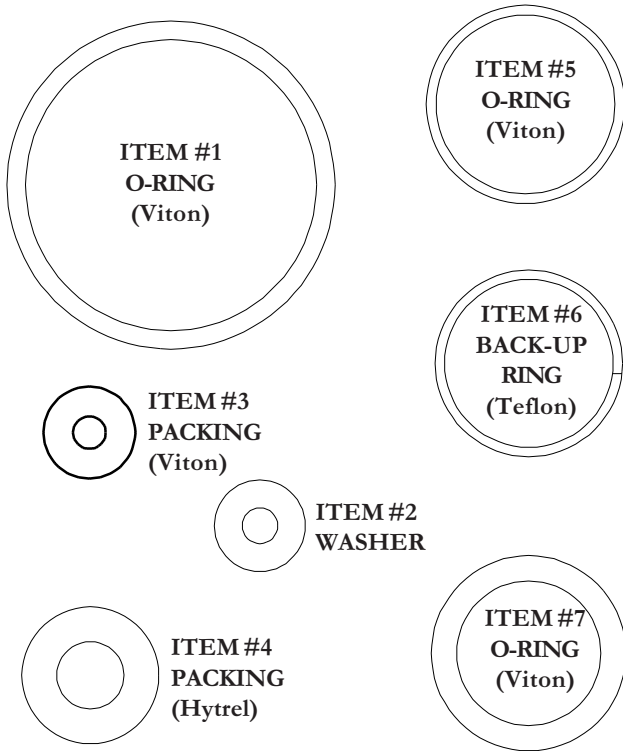 ITEM #1
O-RING
(Viton)
ITEM #5
O-RING
(Viton)
ITEM #6
BACK-UP
RING
(Teflon)
ITEM #3
PACKING
(Viton)
ITEM #2
WASHER
ITEM #4
PACKING
(Hytrel)
ITEM #7
O-RING
(Viton)